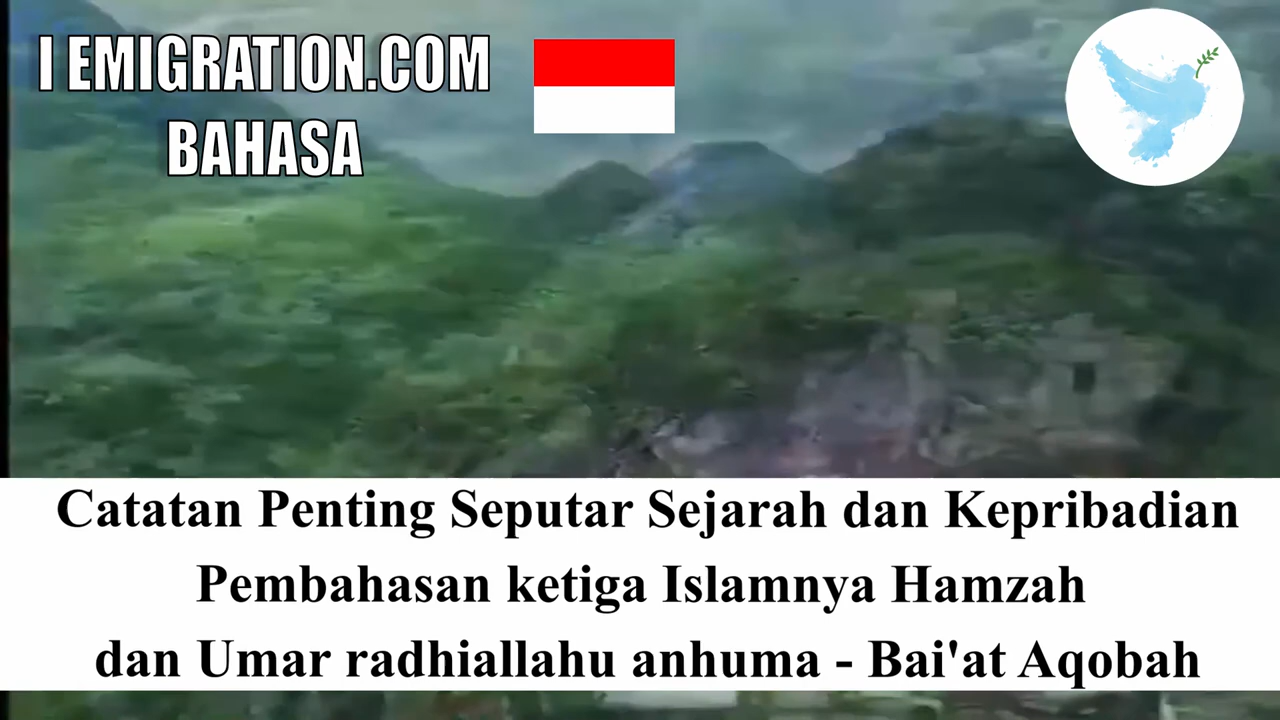 I EMIGRATION.COM
BAHASA
Catatan Penting Seputar Sejarah dan Kepribadian
Pembahasan ketiga Islamnya Hamzah
dan Umar radhiallahu anhuma - Bai'at Aqobah